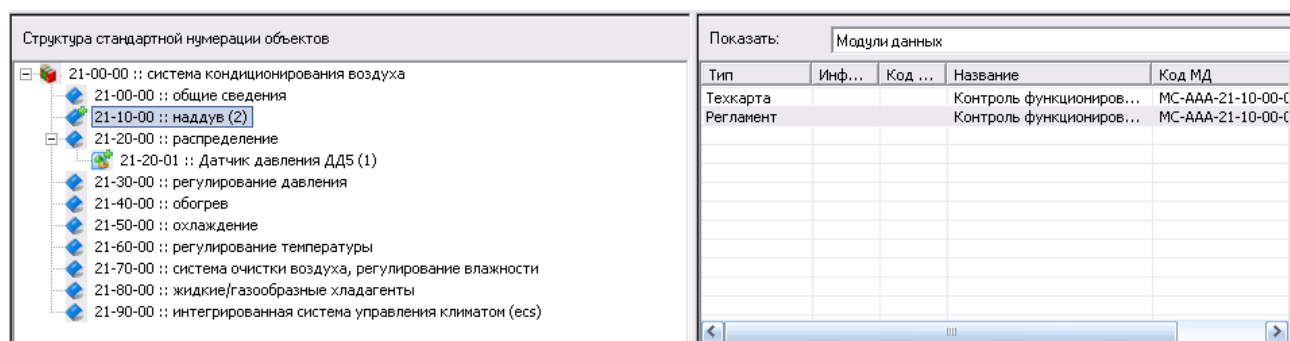 Структура стандартной нумерации объектов
21-00-00 :: система кондиционирования воздуха
21-00-00 :: общие сведения
21-10-00 :: наддув (2)
21-20-00 :: распределение
21-20-01 :: Датчик давления ДД5 (1)
21-30-00 :: регулирование давления
21-40-00 :: обогрев
21-50-00 :: охлаждение
21-60-00 :: регулирование температуры
21-70-00 :: система очистки воздуха, регулирование влажности
21-80-00 :: жидкие/газообразные хладагенты
21-90-00 :: интегрированная система управления климатом (ecs)
Показать: Модули данных
Тип Инф... Код ... Название Код МД
Техкарта Контроль функциониров... МС-ААА-21-10-00-0
Регламент Контроль функциониров... МС-ААА-21-10-00-0